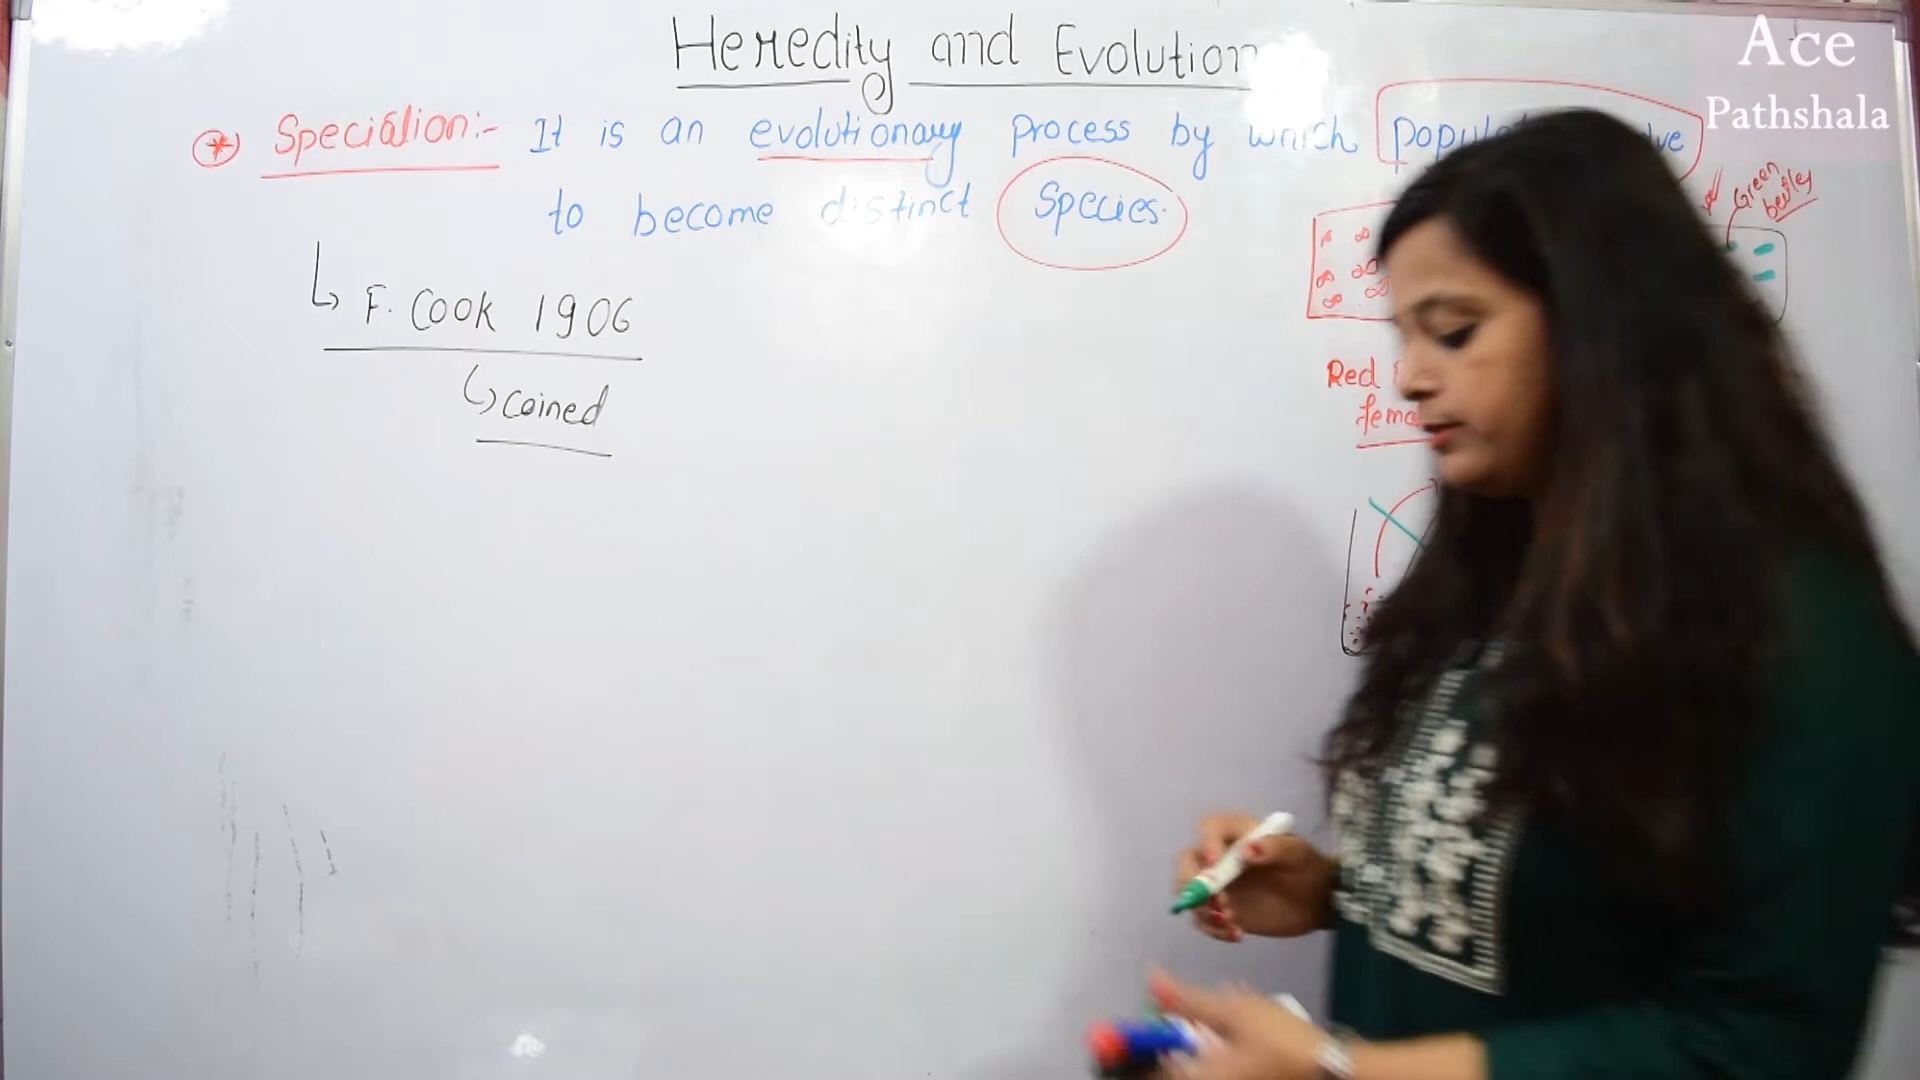 Heredity and Evolution
Ace
Pathshala
Speciation:- It is an evolutionary process by which
to become distinct Species.
↳ F. Cook 1906
↳ coined
Green
beetles
Red